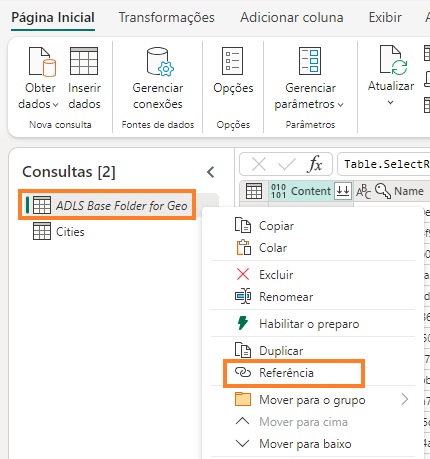 Página Inicial Transformações Adicionar coluna Exibir
Obter dados
Inserir dados
Gerenciar conexões
Opções
Gerenciar parâmetros
Atualizar
Nova consulta
Fontes de dados
Opções
Parâmetros
Consultas [2]
fx
Table.SelectR
ADLS Base Folder for Geo
Cities
010
101
Content
ABC
Name
Copiar
Colar
Excluir
Renomear
Habilitar o preparo
Duplicar
Referência
Mover para o grupo
Mover para cima
Mover para baixo